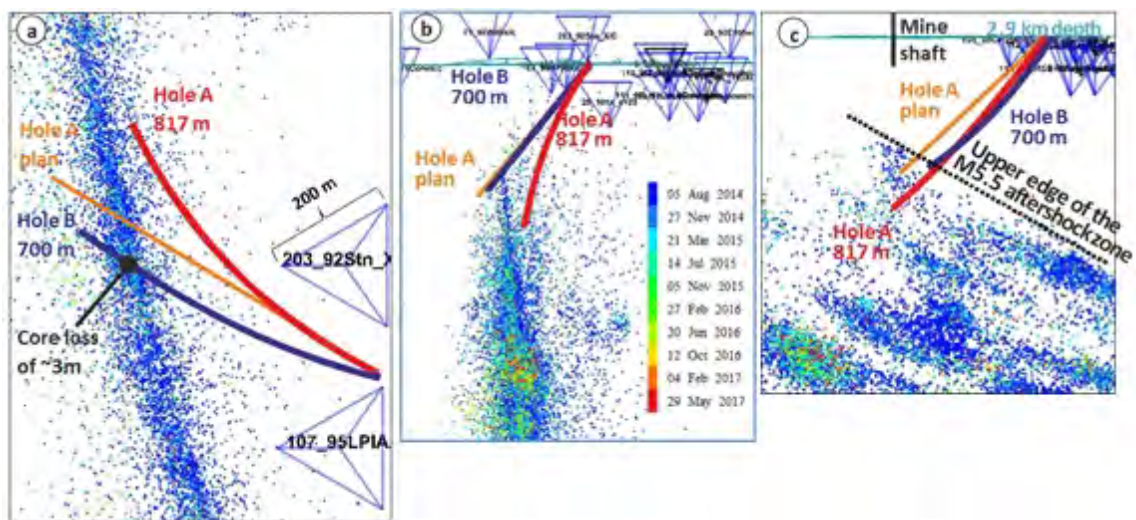 a
Hole A
817 m
Hole A
plan
Hole B
700 m
200 m
203_92Stn_X
Core loss
of ~3m
107_95LPIA
b
Hole B
700 m
Hole A
817 m
Hole A
plan
05 Aug 2014
27 Nov 2014
21 Mar 2015
14 Jul 2015
05 Nov 2015
27 Feb 2016
20 Jun 2016
12 Oct 2016
04 Feb 2017
29 May 2017
c
Mine
shaft
2.9 km depth
Hole A
plan
Hole B
700 m
Upper edge of the
M5.5 aftershockzone
Hole A
817 m